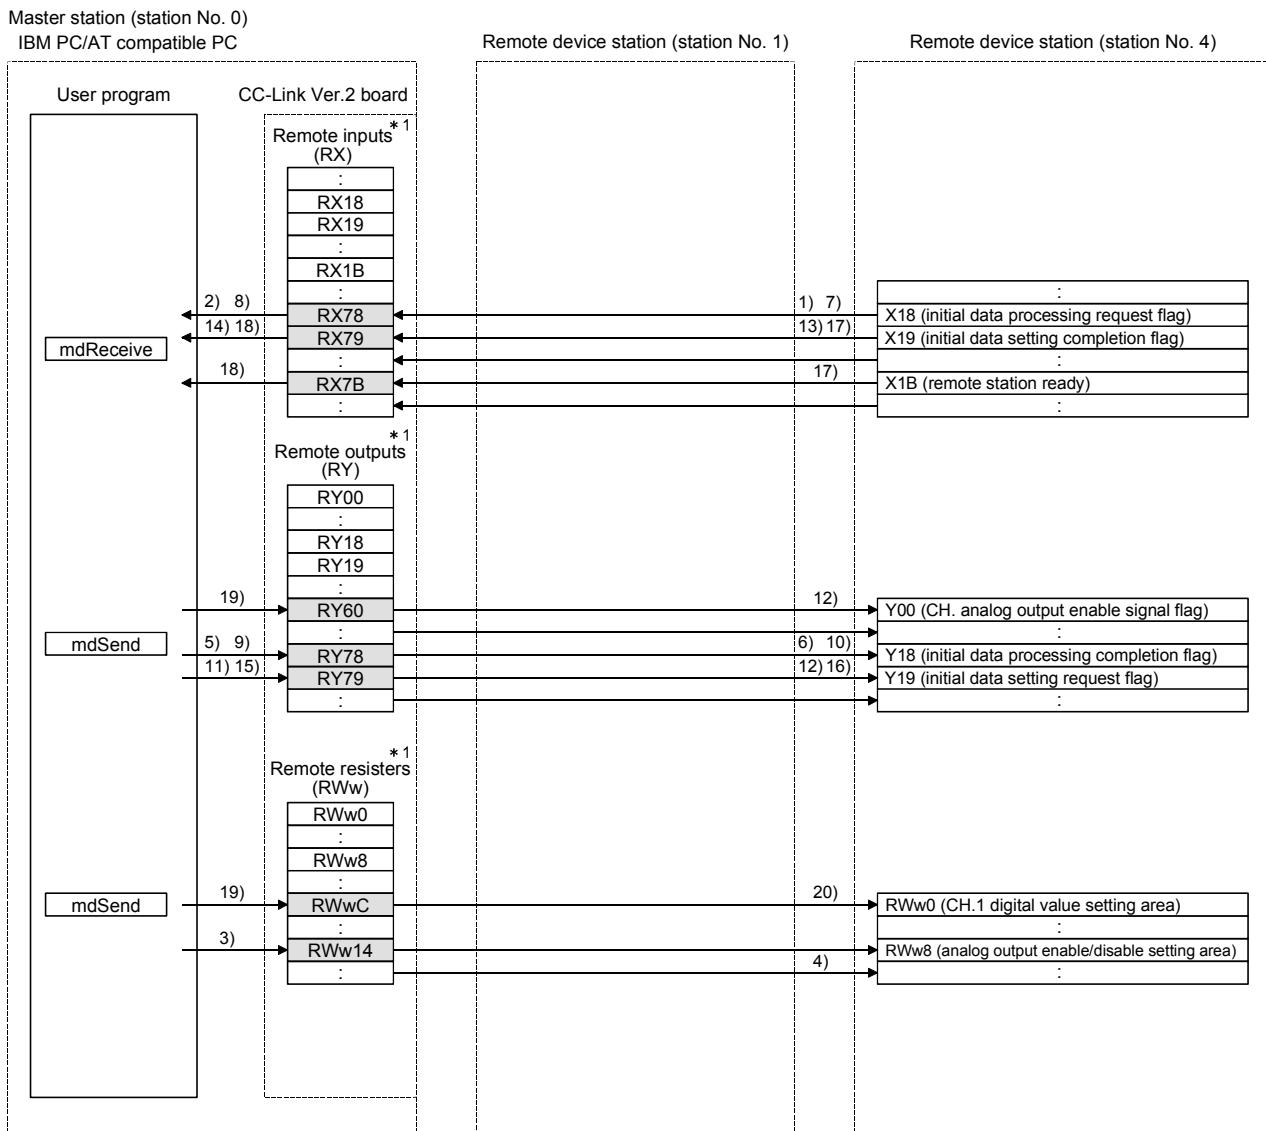 Master station (station No. 0)
IBM PC/AT compatible PC
Remote device station (station No. 1)
Remote device station (station No. 4)
User program
CC-Link Ver.2 board
Remote inputs*1
(RX)
:
RX18
RX19
:
RX1B
:
:
2) 8)
RX78
1) 7)
X18 (initial data processing request flag)
14) 18)
RX79
13) 17)
X19 (initial data setting completion flag)
mdReceive
:
:
18)
RX7B
17)
X1B (remote station ready)
:
:
Remote outputs*1
(RY)
RY00
:
RY18
RY19
:
19)
RY60
12)
Y00 (CH. analog output enable signal flag)
mdSend
:
:
5) 9)
RY78
6) 10)
Y18 (initial data processing completion flag)
11) 15)
RY79
12) 16)
Y19 (initial data setting request flag)
:
:
Remote resisters*1
(RWw)
RWw0
:
RWw8
:
mdSend
19)
RWwC
20)
RWw0 (CH.1 digital value setting area)
:
:
3)
RWw14
RWw8 (analog output enable/disable setting area)
4)
:
: